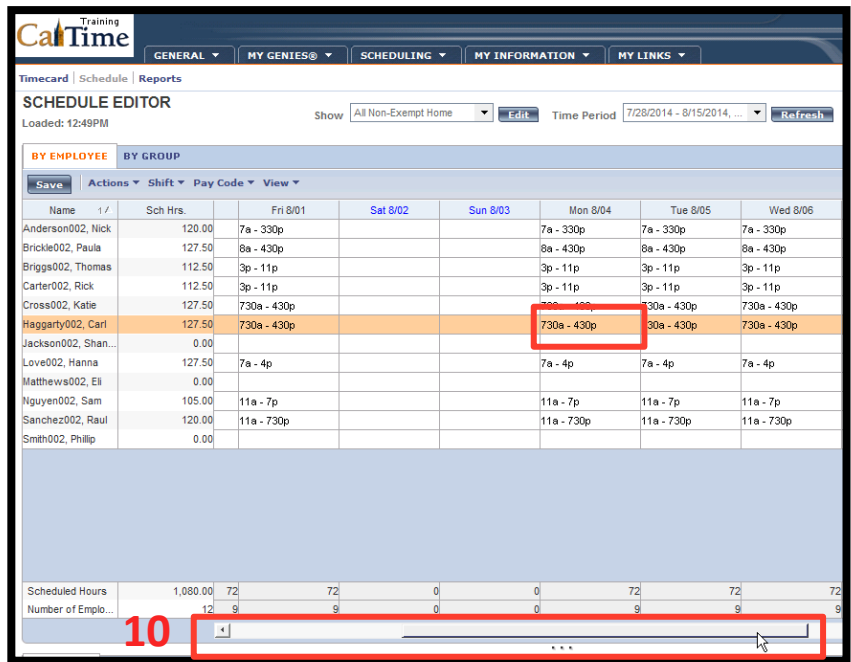 Training
CalTime
GENERAL MY GENIES® SCHEDULING MY INFORMATION MY LINKS
Timecard | Schedule | Reports
SCHEDULE EDITOR
Loaded: 12:49PM
Show All Non-Exempt Home Edit Time Period 7/28/2014 - 8/15/2014, ... Refresh
BY EMPLOYEE BY GROUP
Save Actions Shift Pay Code View
Name 1/ Sch Hrs. Fri 8/01 Sat 8/02 Sun 8/03 Mon 8/04 Tue 8/05 Wed 8/06
Anderson002, Nick 120.00 7a - 330p 7a - 330p 7a - 330p 7a - 330p
Brickle002, Paula 127.50 8a - 430p 8a - 430p 8a - 430p 8a - 430p
Briggs002, Thomas 112.50 3p - 11p 3p - 11p 3p - 11p 3p - 11p
Carter002, Rick 112.50 3p - 11p 3p - 11p 3p - 11p 3p - 11p
Cross002, Katie 127.50 730a - 430p 730a - 430p 730a - 430p
Haggarty002, Carl 127.50 730a - 430p 730a - 430p 30a - 430p 730a - 430p
Jackson002, Shan... 0.00
Love002, Hanna 127.50 7a - 4p 7a - 4p 7a - 4p 7a - 4p
Matthews002, Eli 0.00
Nguyen002, Sam 105.00 11a - 7p 11a - 7p 11a - 7p 11a - 7p
Sanchez002, Raul 120.00 11a - 730p 11a - 730p 11a - 730p 11a - 730p
Smith002, Phillip 0.00
Scheduled Hours 1,080.00 72 72 0 0 72 72 72
Number of Emplo... 12 9 9 0 0 9 9 9
10